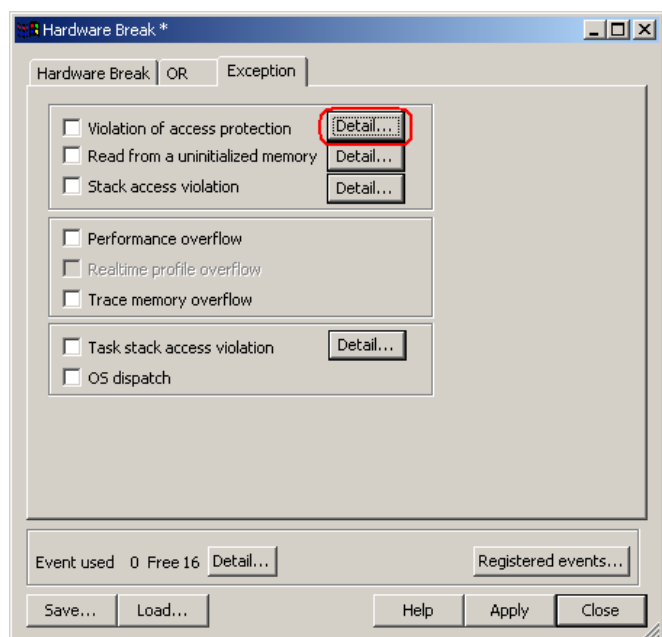 Hardware Break *
Hardware Break OR Exception
Violation of access protection Detail...
Read from a uninitialized memory Detail...
Stack access violation Detail...
Performance overflow
Realtime profile overflow
Trace memory overflow
Task stack access violation Detail...
OS dispatch
Event used 0 Free 16 Detail... Registered events...
Save... Load... Help Apply Close